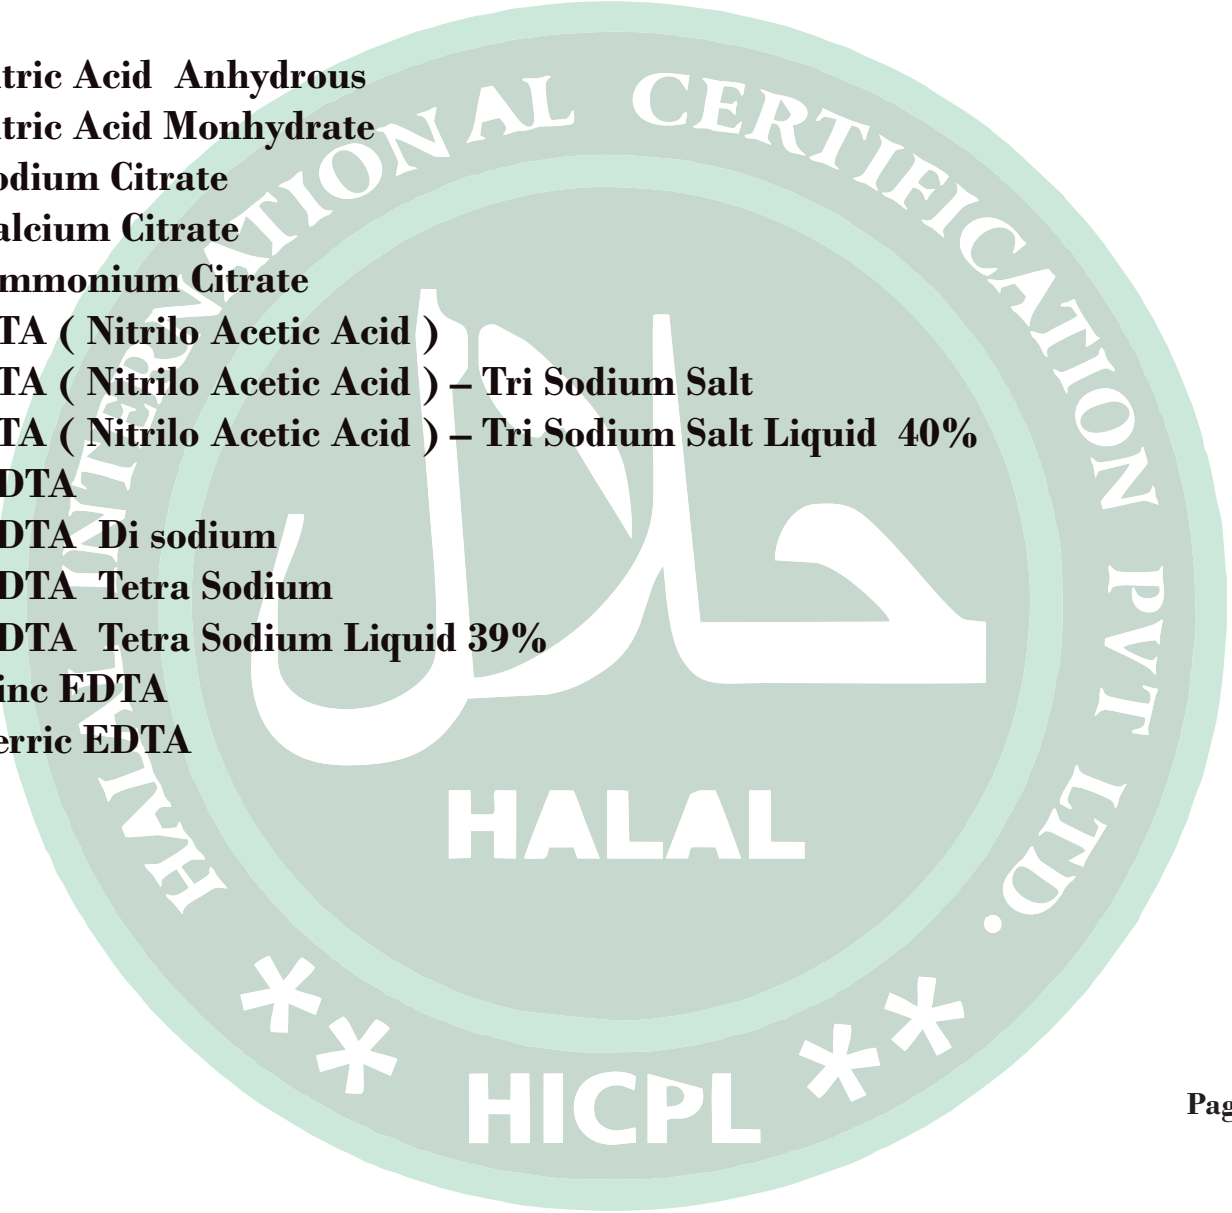 tric Acid Anhydrous
tric Acid Monhydrate
odium Citrate
alcium Citrate
mmonium Citrate
TA ( Nitrilo Acetic Acid )
TA ( Nitrilo Acetic Acid ) – Tri Sodium Salt
TA ( Nitrilo Acetic Acid ) – Tri Sodium Salt Liquid 40%
DTA
DTA Di sodium
DTA Tetra Sodium
DTA Tetra Sodium Liquid 39%
inc EDTA
erric EDTA
HALAL INTERNATIONAL CERTIFICATION PVT LTD.
حلال
HALAL
** HICPL **
Pag